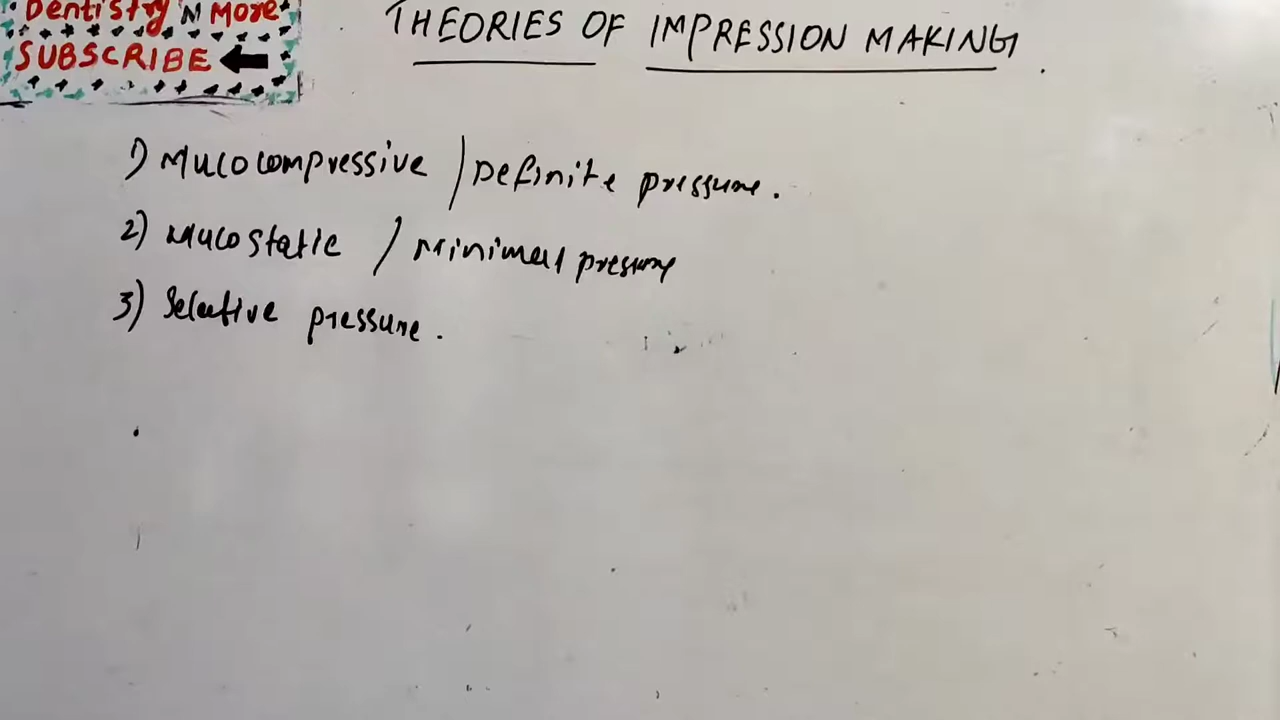 Dentistry N More
SUBSCRIBE
THEORIES OF IMPRESSION MAKING.
1) Mucocompressive / Definite pressure.
2) Mucostatic / Minimal pressure
3) Selective pressure.